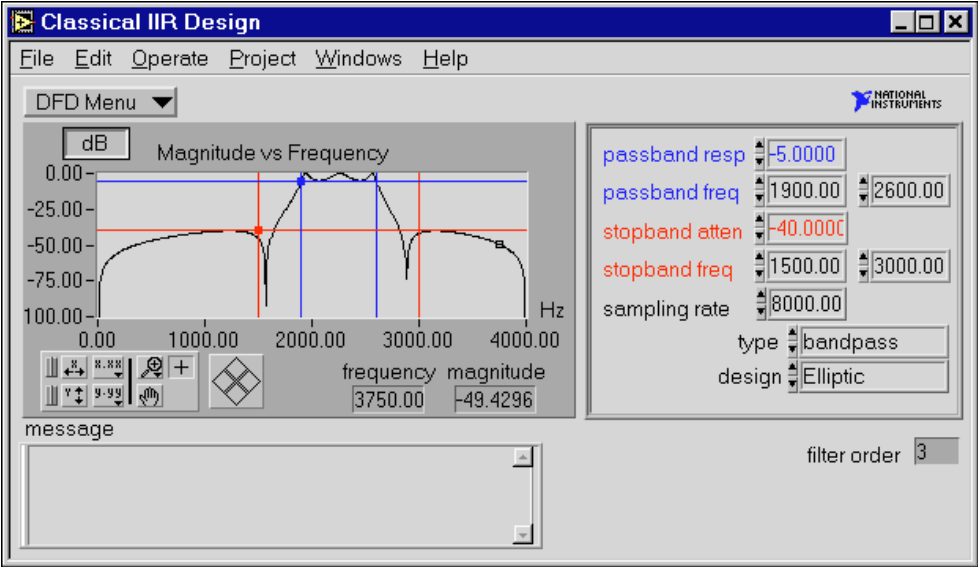 Classical IIR Design
File Edit Operate Project Windows Help
DFD Menu
NATIONAL
INSTRUMENTS
dB
Magnitude vs Frequency
0.00
-25.00
-50.00
-75.00
100.00
0.00 1000.00 2000.00 3000.00 4000.00
Hz
X X.XX
Y Y.YY
frequency magnitude
3750.00 -49.4296
passband resp -5.0000
passband freq 1900.00 2600.00
stopband atten -40.000(
stopband freq 1500.00 3000.00
sampling rate 8000.00
type bandpass
design Elliptic
message
filter order 3